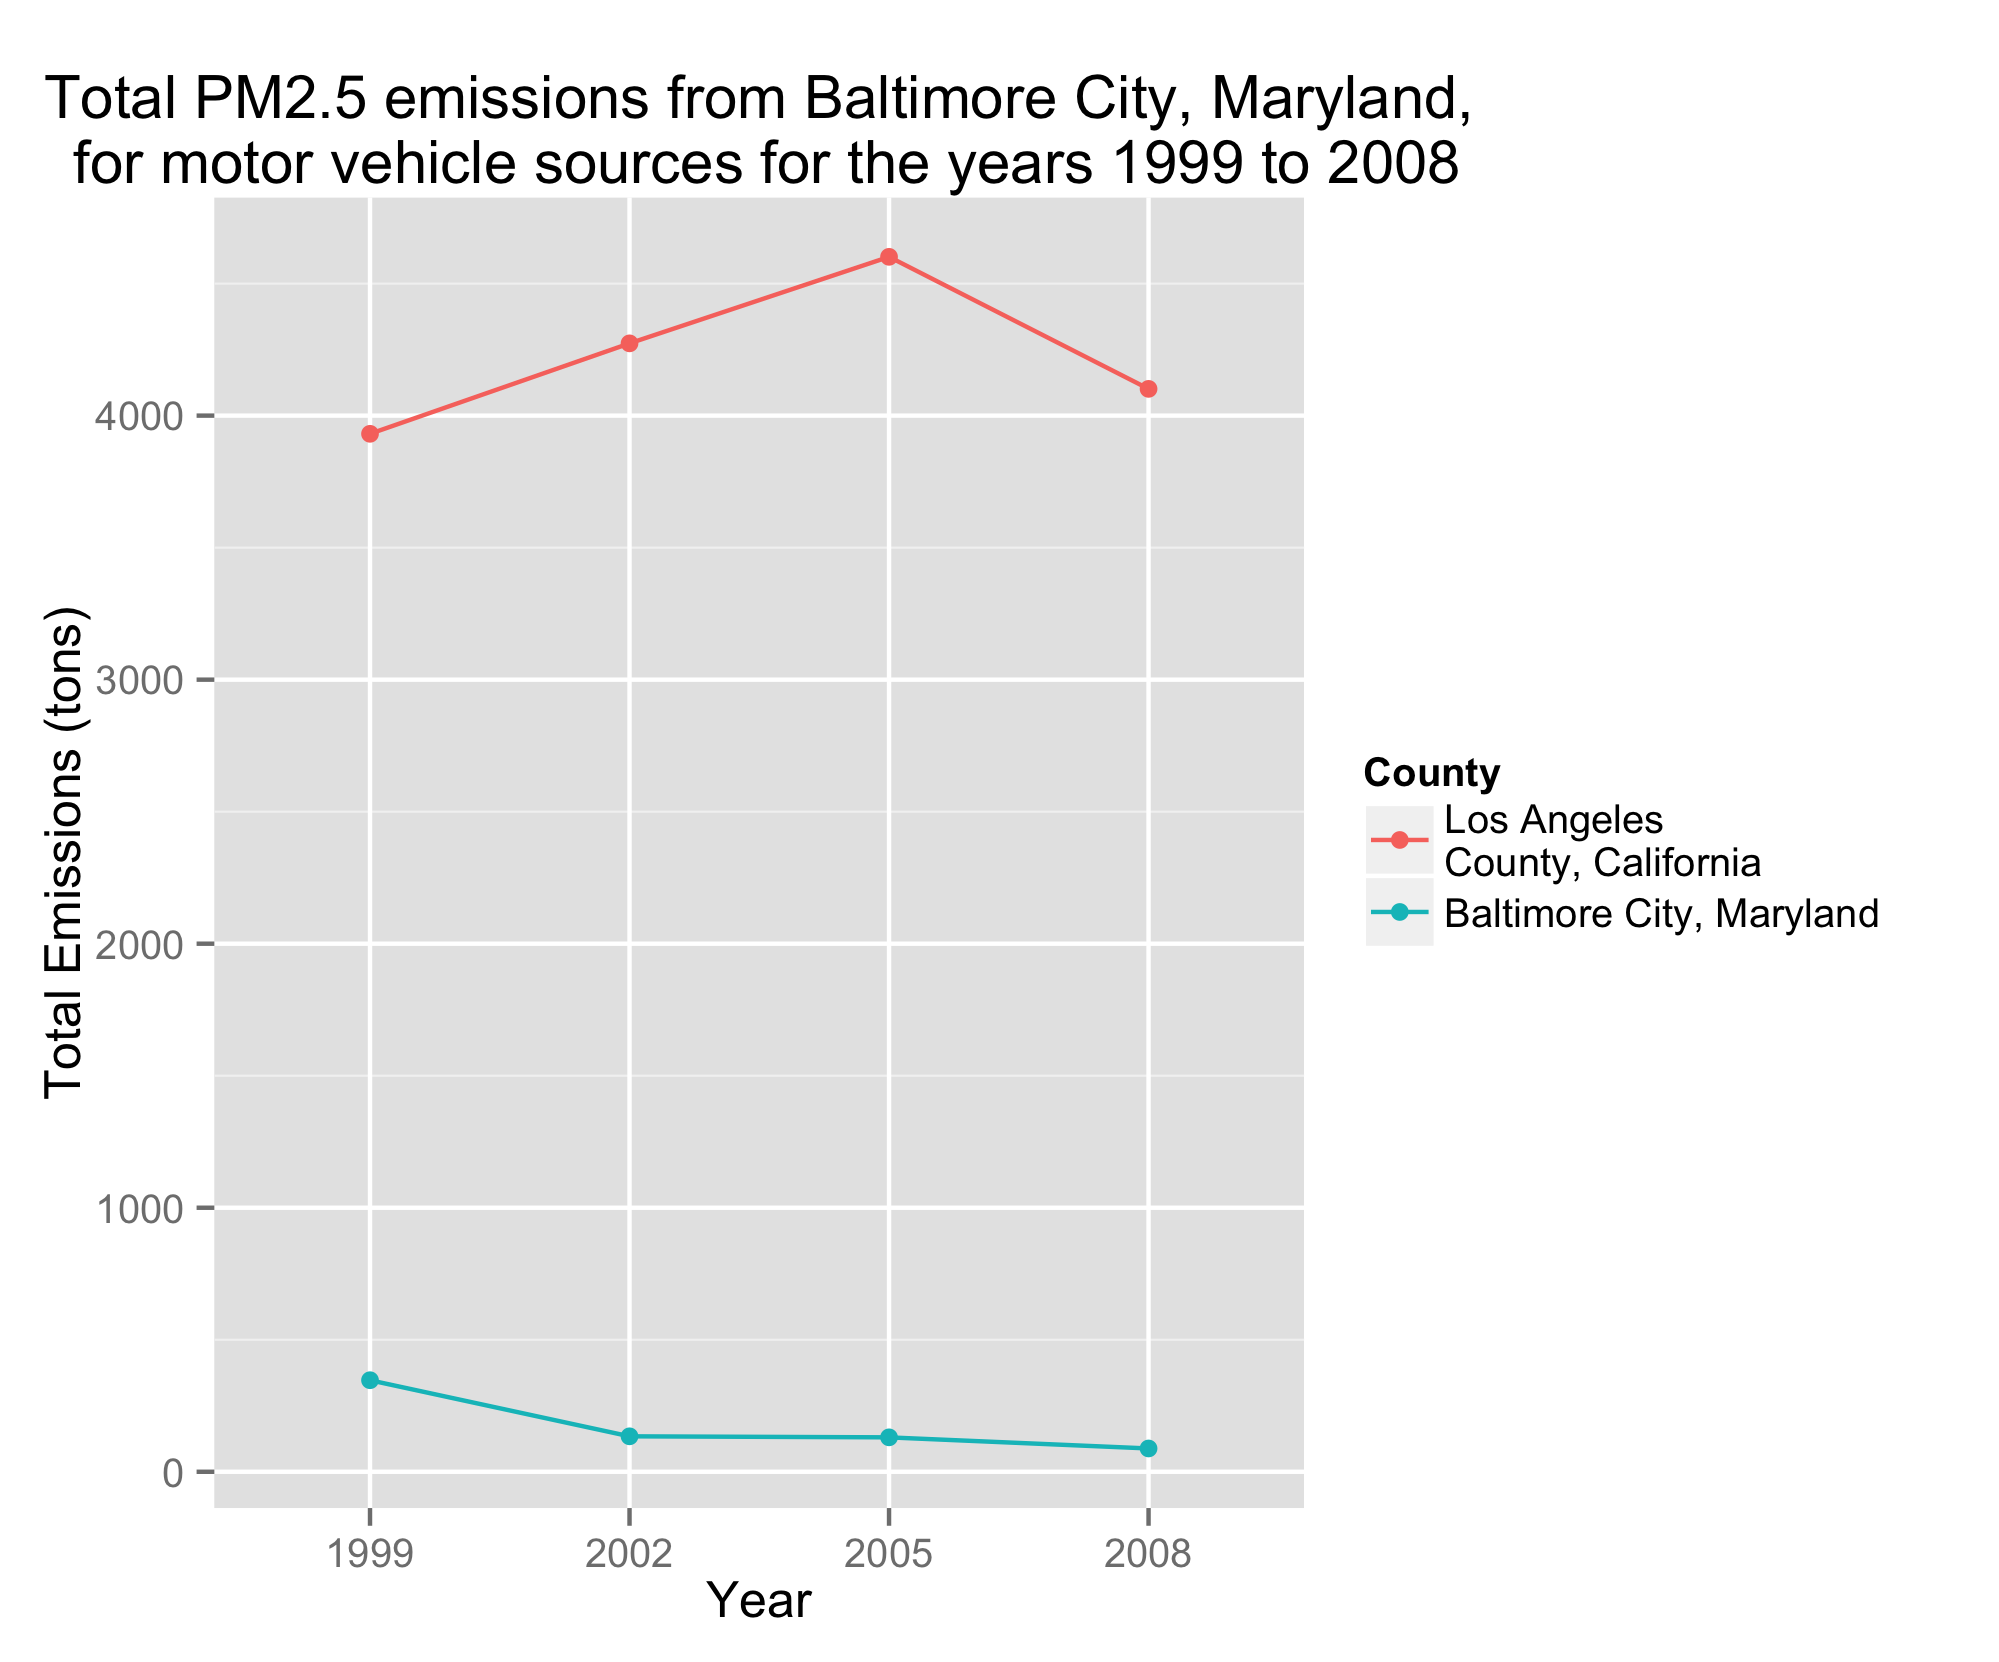 Total PM2.5 emissions from Baltimore City, Maryland,
for motor vehicle sources for the years 1999 to 2008
Total Emissions (tons)
4000
3000
2000
1000
0
1999 2002 2005 2008
Year
County
Los Angeles
County, California
Baltimore City, Maryland